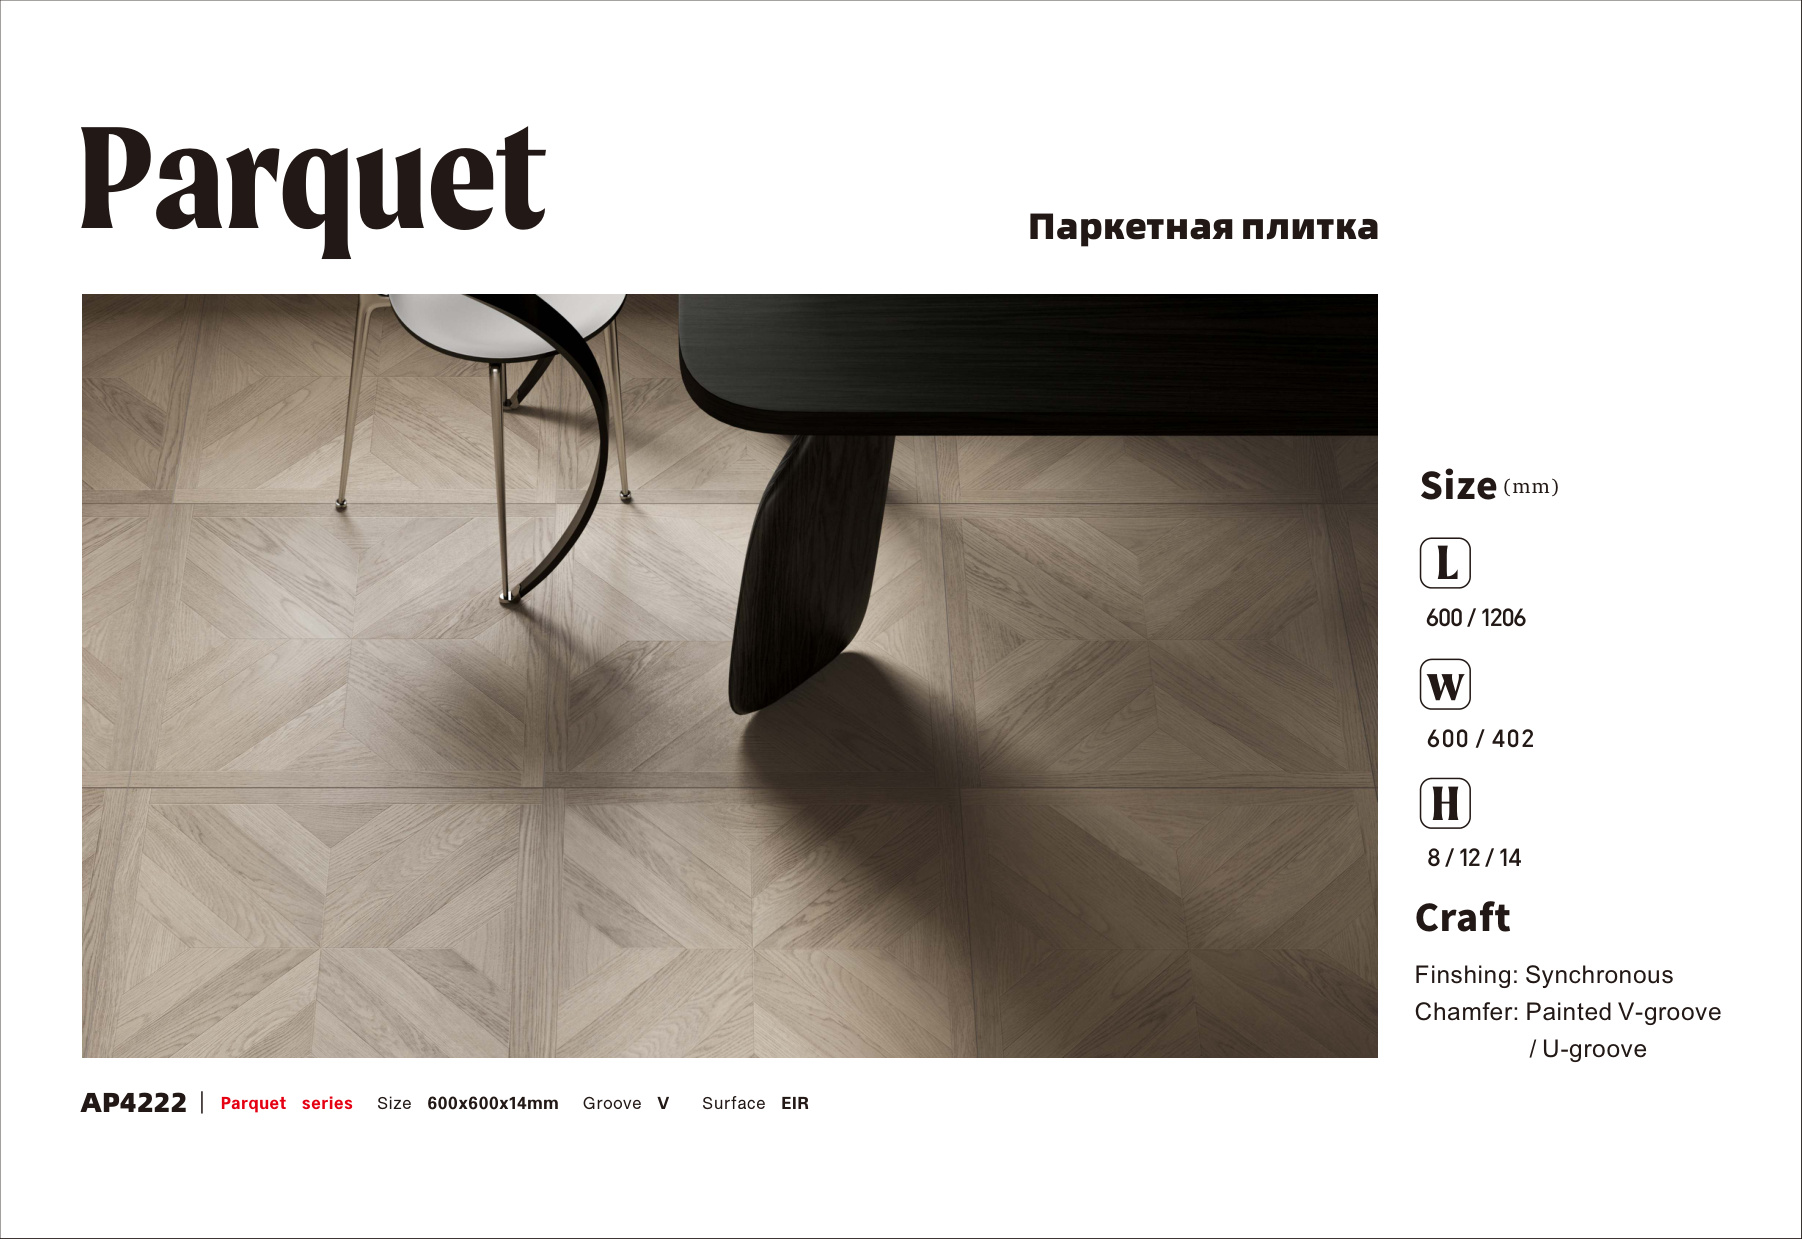 Parquet
Паркетная плитка
Size (mm)
L
600 / 1206
W
600 / 402
H
8 / 12 / 14
Craft
Finshing: Synchronous
Chamfer: Painted V-groove
/ U-groove
AP4222 | Parquet series Size 600x600x14mm Groove V Surface EIR